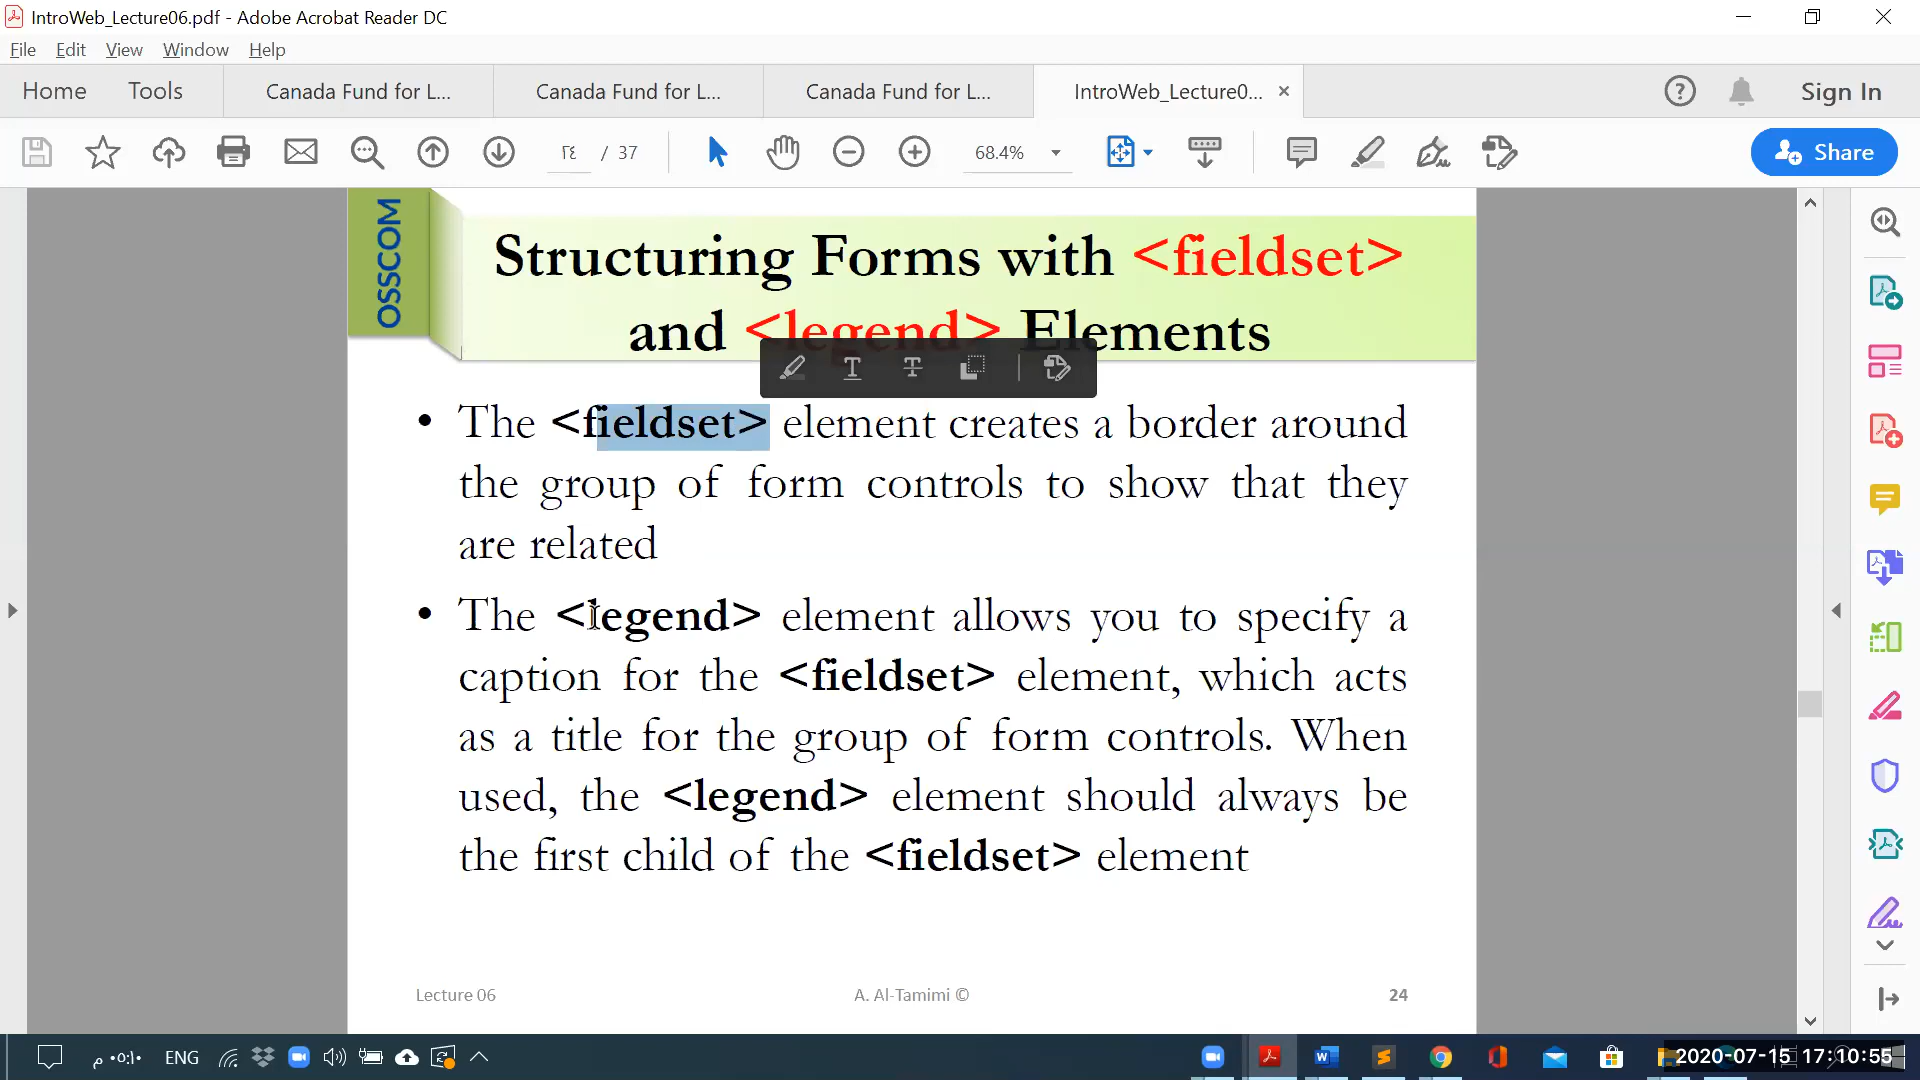 IntroWeb_Lecture06.pdf - Adobe Acrobat Reader DC
File Edit View Window Help
Home Tools Canada Fund for L... Canada Fund for L... Canada Fund for L... IntroWeb_Lecture0... × Sign In
٢٤ / 37 68.4% Share
OSSCOM
Structuring Forms with <fieldset>
and <legend> Elements
• The <fieldset> element creates a border around
the group of form controls to show that they
are related
• The <legend> element allows you to specify a
caption for the <fieldset> element, which acts
as a title for the group of form controls. When
used, the <legend> element should always be
the first child of the <fieldset> element
Lecture 06 A. Al-Tamimi © 24
٠٥:١٠ م ENG 2020-07-15 17:10:55